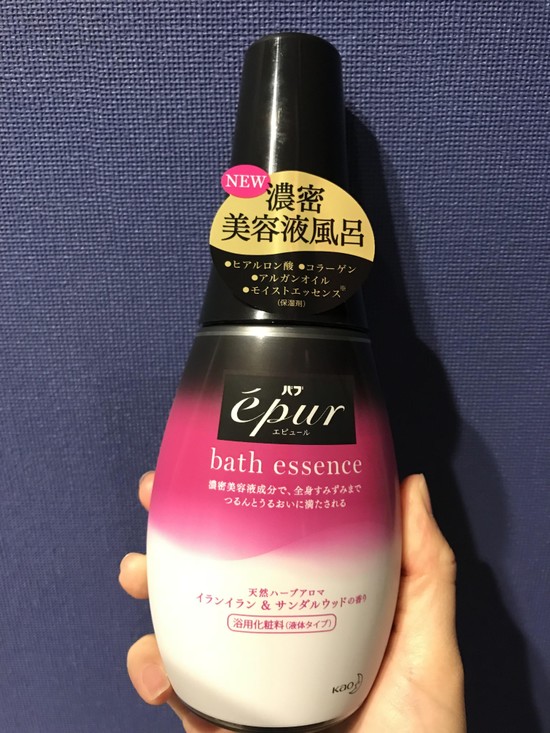 NEW
濃密
美容液風呂
●ヒアルロン酸 ●コラーゲン
●アルガンオイル
●モイストエッセンス※
(保湿剤)
バブ
épur
エピュール
bath essence
濃密美容液成分で、全身すみずみまで
つるんとうるおいに満たされる
天然ハーブアロマ
イランイラン & サンダルウッドの香り
浴用化粧料(液体タイプ)
Kao